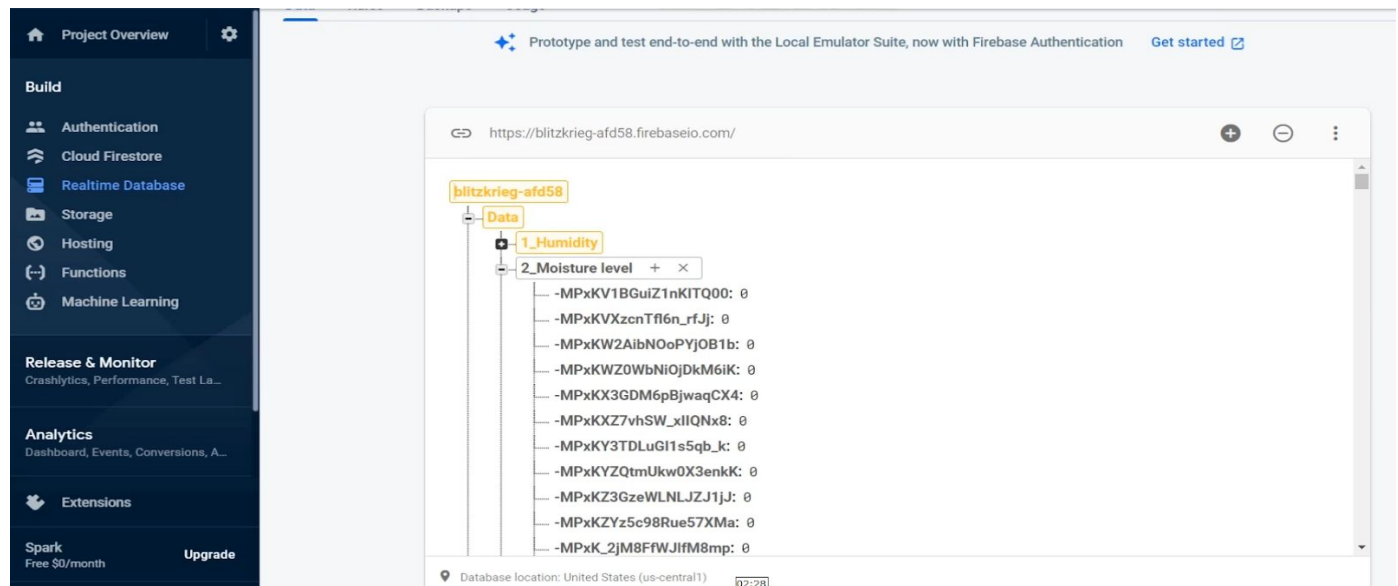 Project Overview
Prototype and test end-to-end with the Local Emulator Suite, now with Firebase Authentication Get started
Build
Authentication
Cloud Firestore
Realtime Database
Storage
Hosting
Functions
Machine Learning
Release & Monitor
Crashlytics, Performance, Test La...
Analytics
Dashboard, Events, Conversions, A...
Extensions
Spark
Free $0/month
Upgrade
https://blitzkrieg-afd58.firebaseio.com/
blitzkrieg-afd58
Data
1_Humidity
2_Moisture level
-MPxKV1BGuiZ1nKITQ00: 0
-MPxKVXzcnTfl6n_rfJj: 0
-MPxKW2AibNOoPYjOB1b: 0
-MPxKWZ0WbNiOjDkM6iK: 0
-MPxKX3GDM6pBjwaqCX4: 0
-MPxKXZ7vhSW_xIIQNx8: 0
-MPxKY3TDLuGI1s5qb_k: 0
-MPxKYZQtmUkw0X3enkK: 0
-MPxKZ3GzeWLNLJZJ1jJ: 0
-MPxKZYz5c98Rue57XMa: 0
-MPxK_2jM8FfWJIfM8mp: 0
Database location: United States (us-central1)
02:28